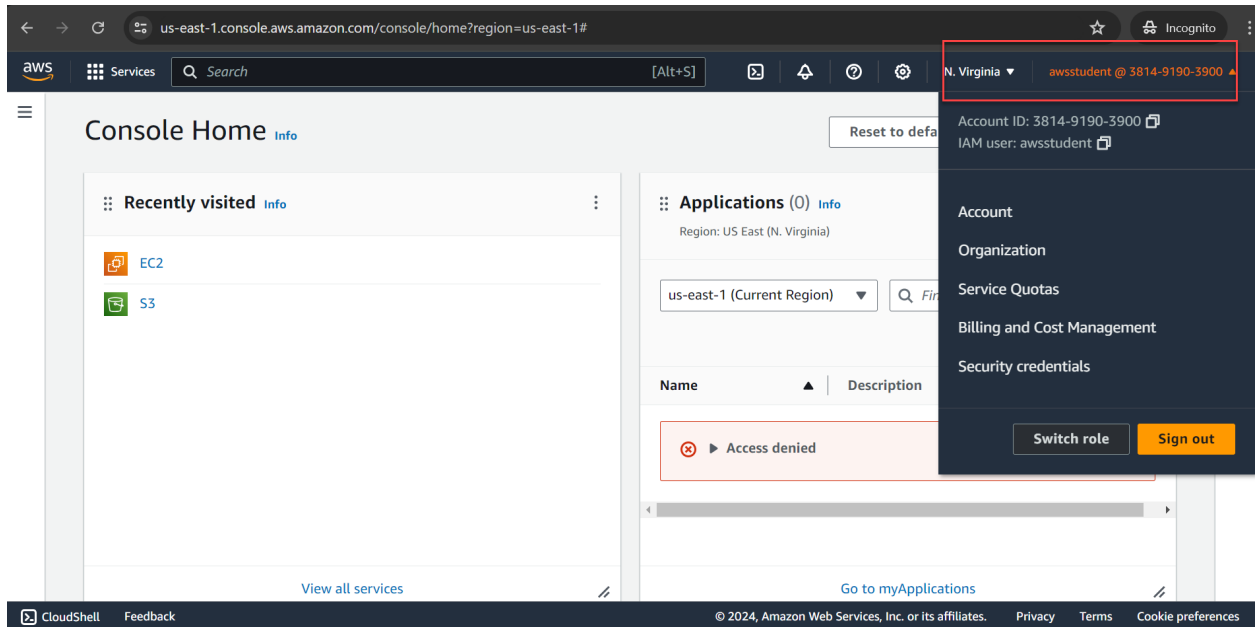 us-east-1.console.aws.amazon.com/console/home?region=us-east-1#
Incognito
aws
Services
Search
[Alt+S]
N. Virginia
awsstudent @ 3814-9190-3900
Account ID: 3814-9190-3900
IAM user: awsstudent
Account
Organization
Service Quotas
Billing and Cost Management
Security credentials
Switch role
Sign out
Console Home Info
Reset to defa
Recently visited Info
EC2
S3
View all services
Applications (0) Info
Region: US East (N. Virginia)
us-east-1 (Current Region)
Fin
Name
Description
Access denied
Go to myApplications
CloudShell
Feedback
© 2024, Amazon Web Services, Inc. or its affiliates.
Privacy
Terms
Cookie preferences